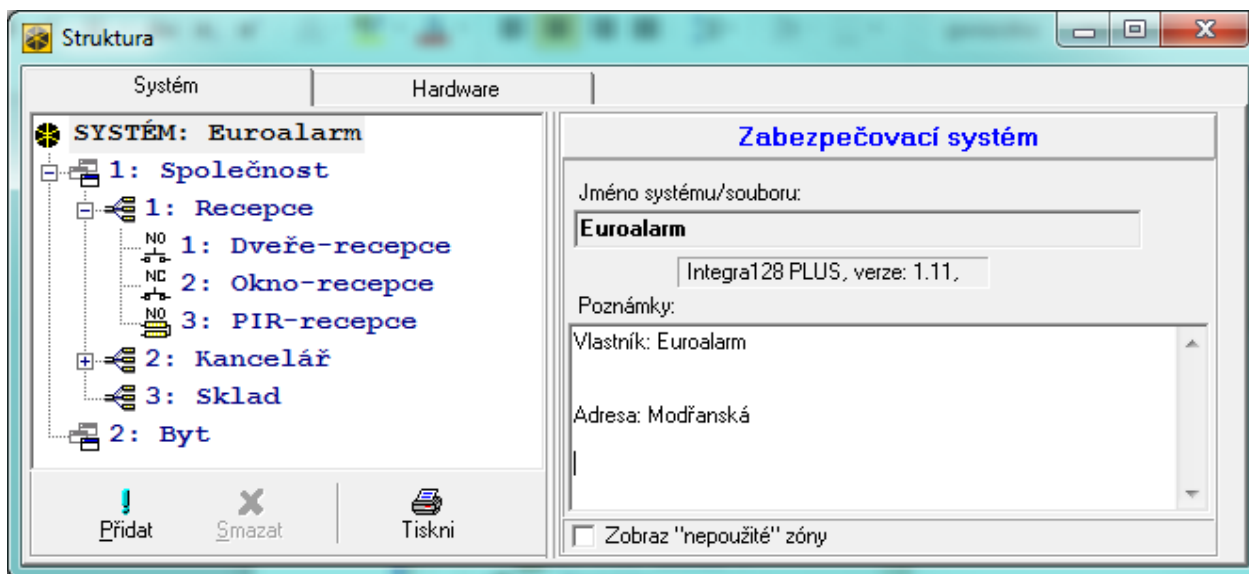 Struktura
Systém
Hardware
SYSTÉM: Euroalarm
1: Společnost
1: Recepce
NO
1: Dveře-recepce
NC
2: Okno-recepce
NO
3: PIR-recepce
2: Kancelář
3: Sklad
2: Byt
Přidat
Smazat
Tiskni
Zabezpečovací systém
Jméno systému/souboru:
Euroalarm
Integra128 PLUS, verze: 1.11,
Poznámky:
Vlastník: Euroalarm
Adresa: Modřanská
Zobraz "nepoužité" zóny